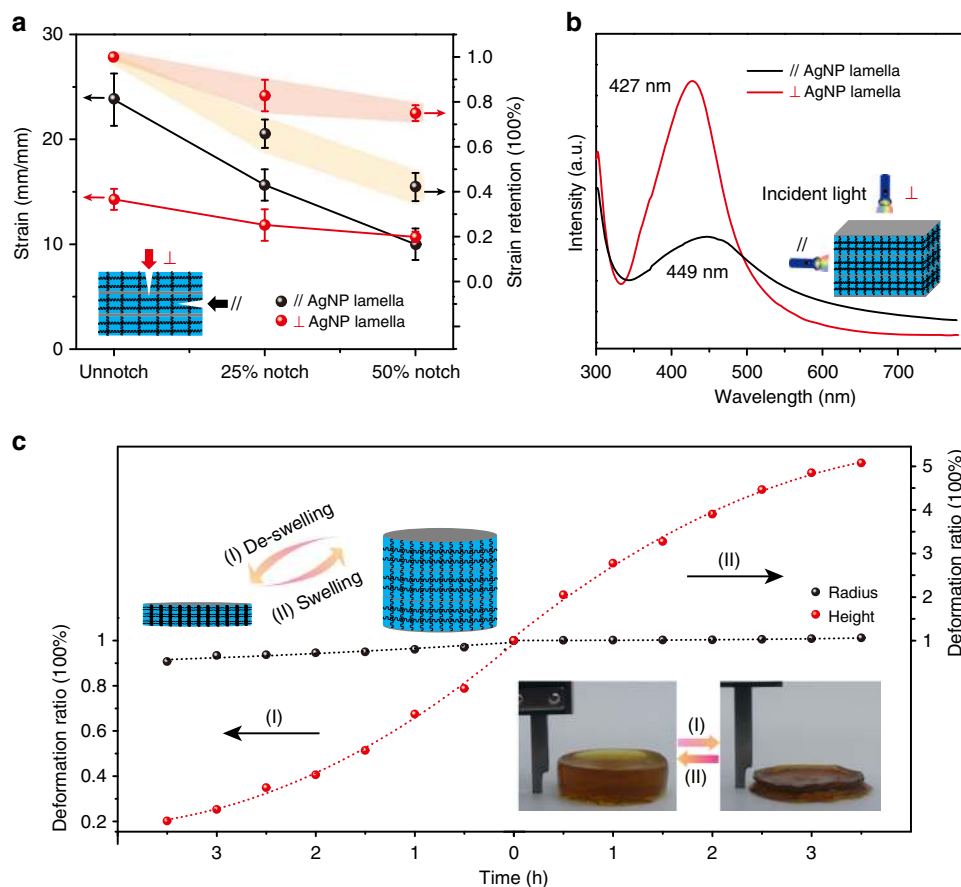 a
30
20
10
0
Strain (mm/mm)
1.0
0.8
0.6
0.4
0.2
0.0
Strain retention (100%)
⊥
//
// AgNP lamella
⊥ AgNP lamella
Unnotch
25% notch
50% notch
b
Intensity (a.u.)
427 nm
449 nm
// AgNP lamella
⊥ AgNP lamella
Incident light
⊥
//
300
400
500
600
700
Wavelength (nm)
c
Deformation ratio (100%)
1
0.8
0.6
0.4
0.2
(I) De-swelling
(II) Swelling
(I)
(II)
Radius
Height
5
4
3
2
1
Deformation ratio (100%)
(I)
(II)
3
2
1
0
1
2
3
Time (h)